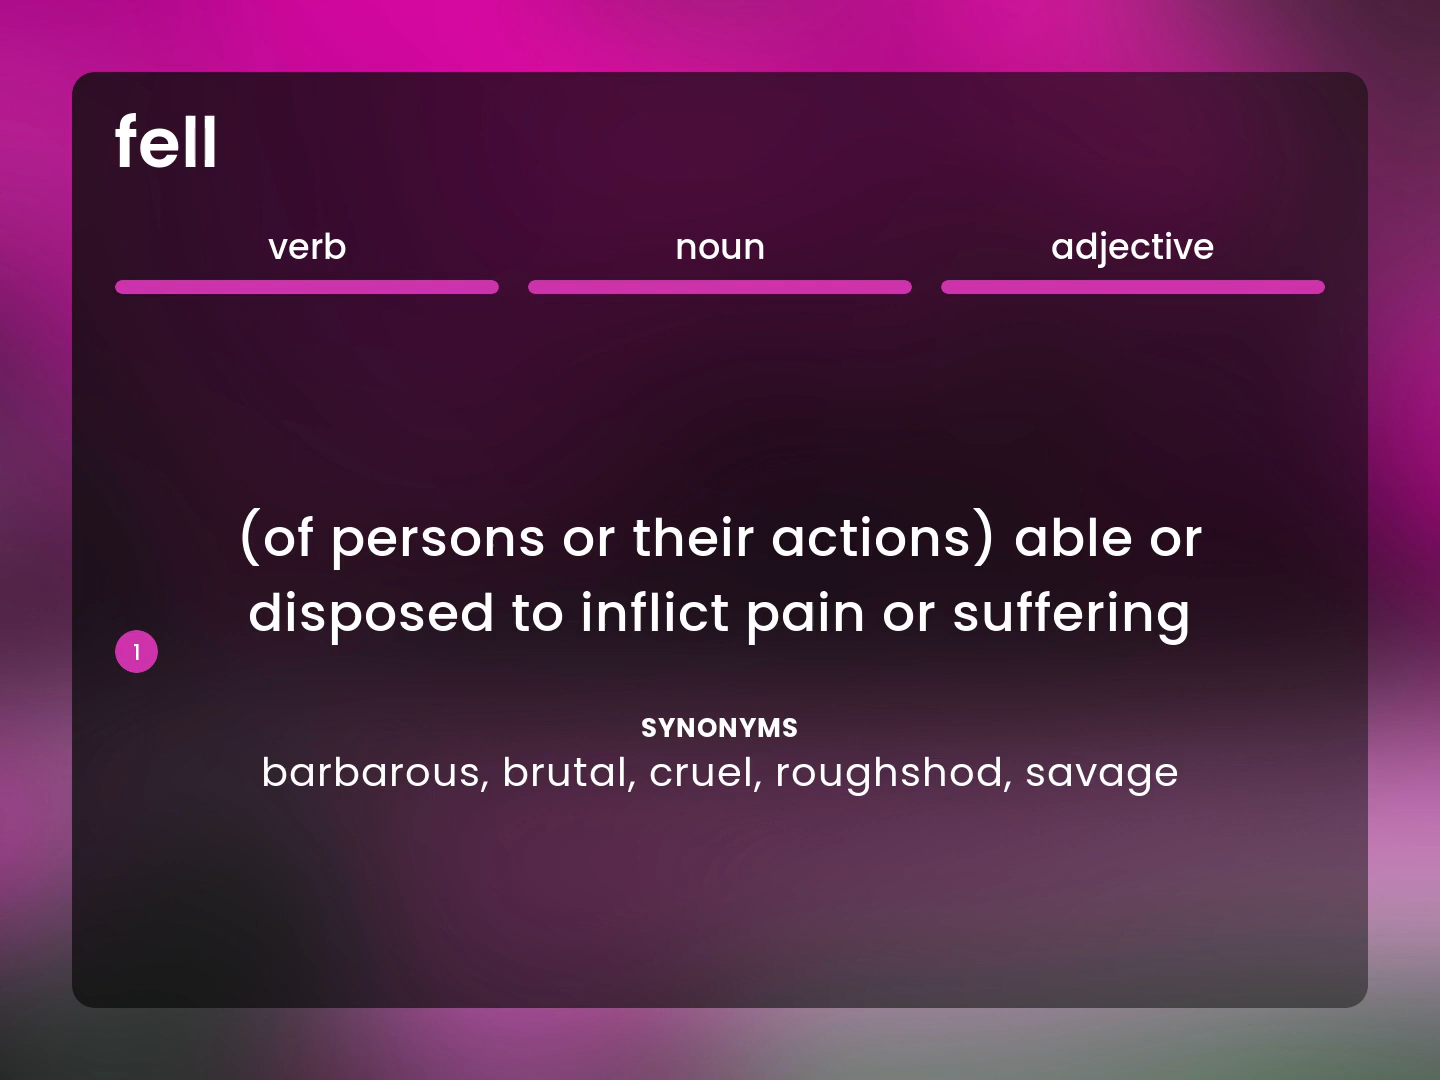 fell
verb
noun
adjective
(of persons or their actions) able or
disposed to inflict pain or suffering
1
SYNONYMS
barbarous, brutal, cruel, roughshod, savage